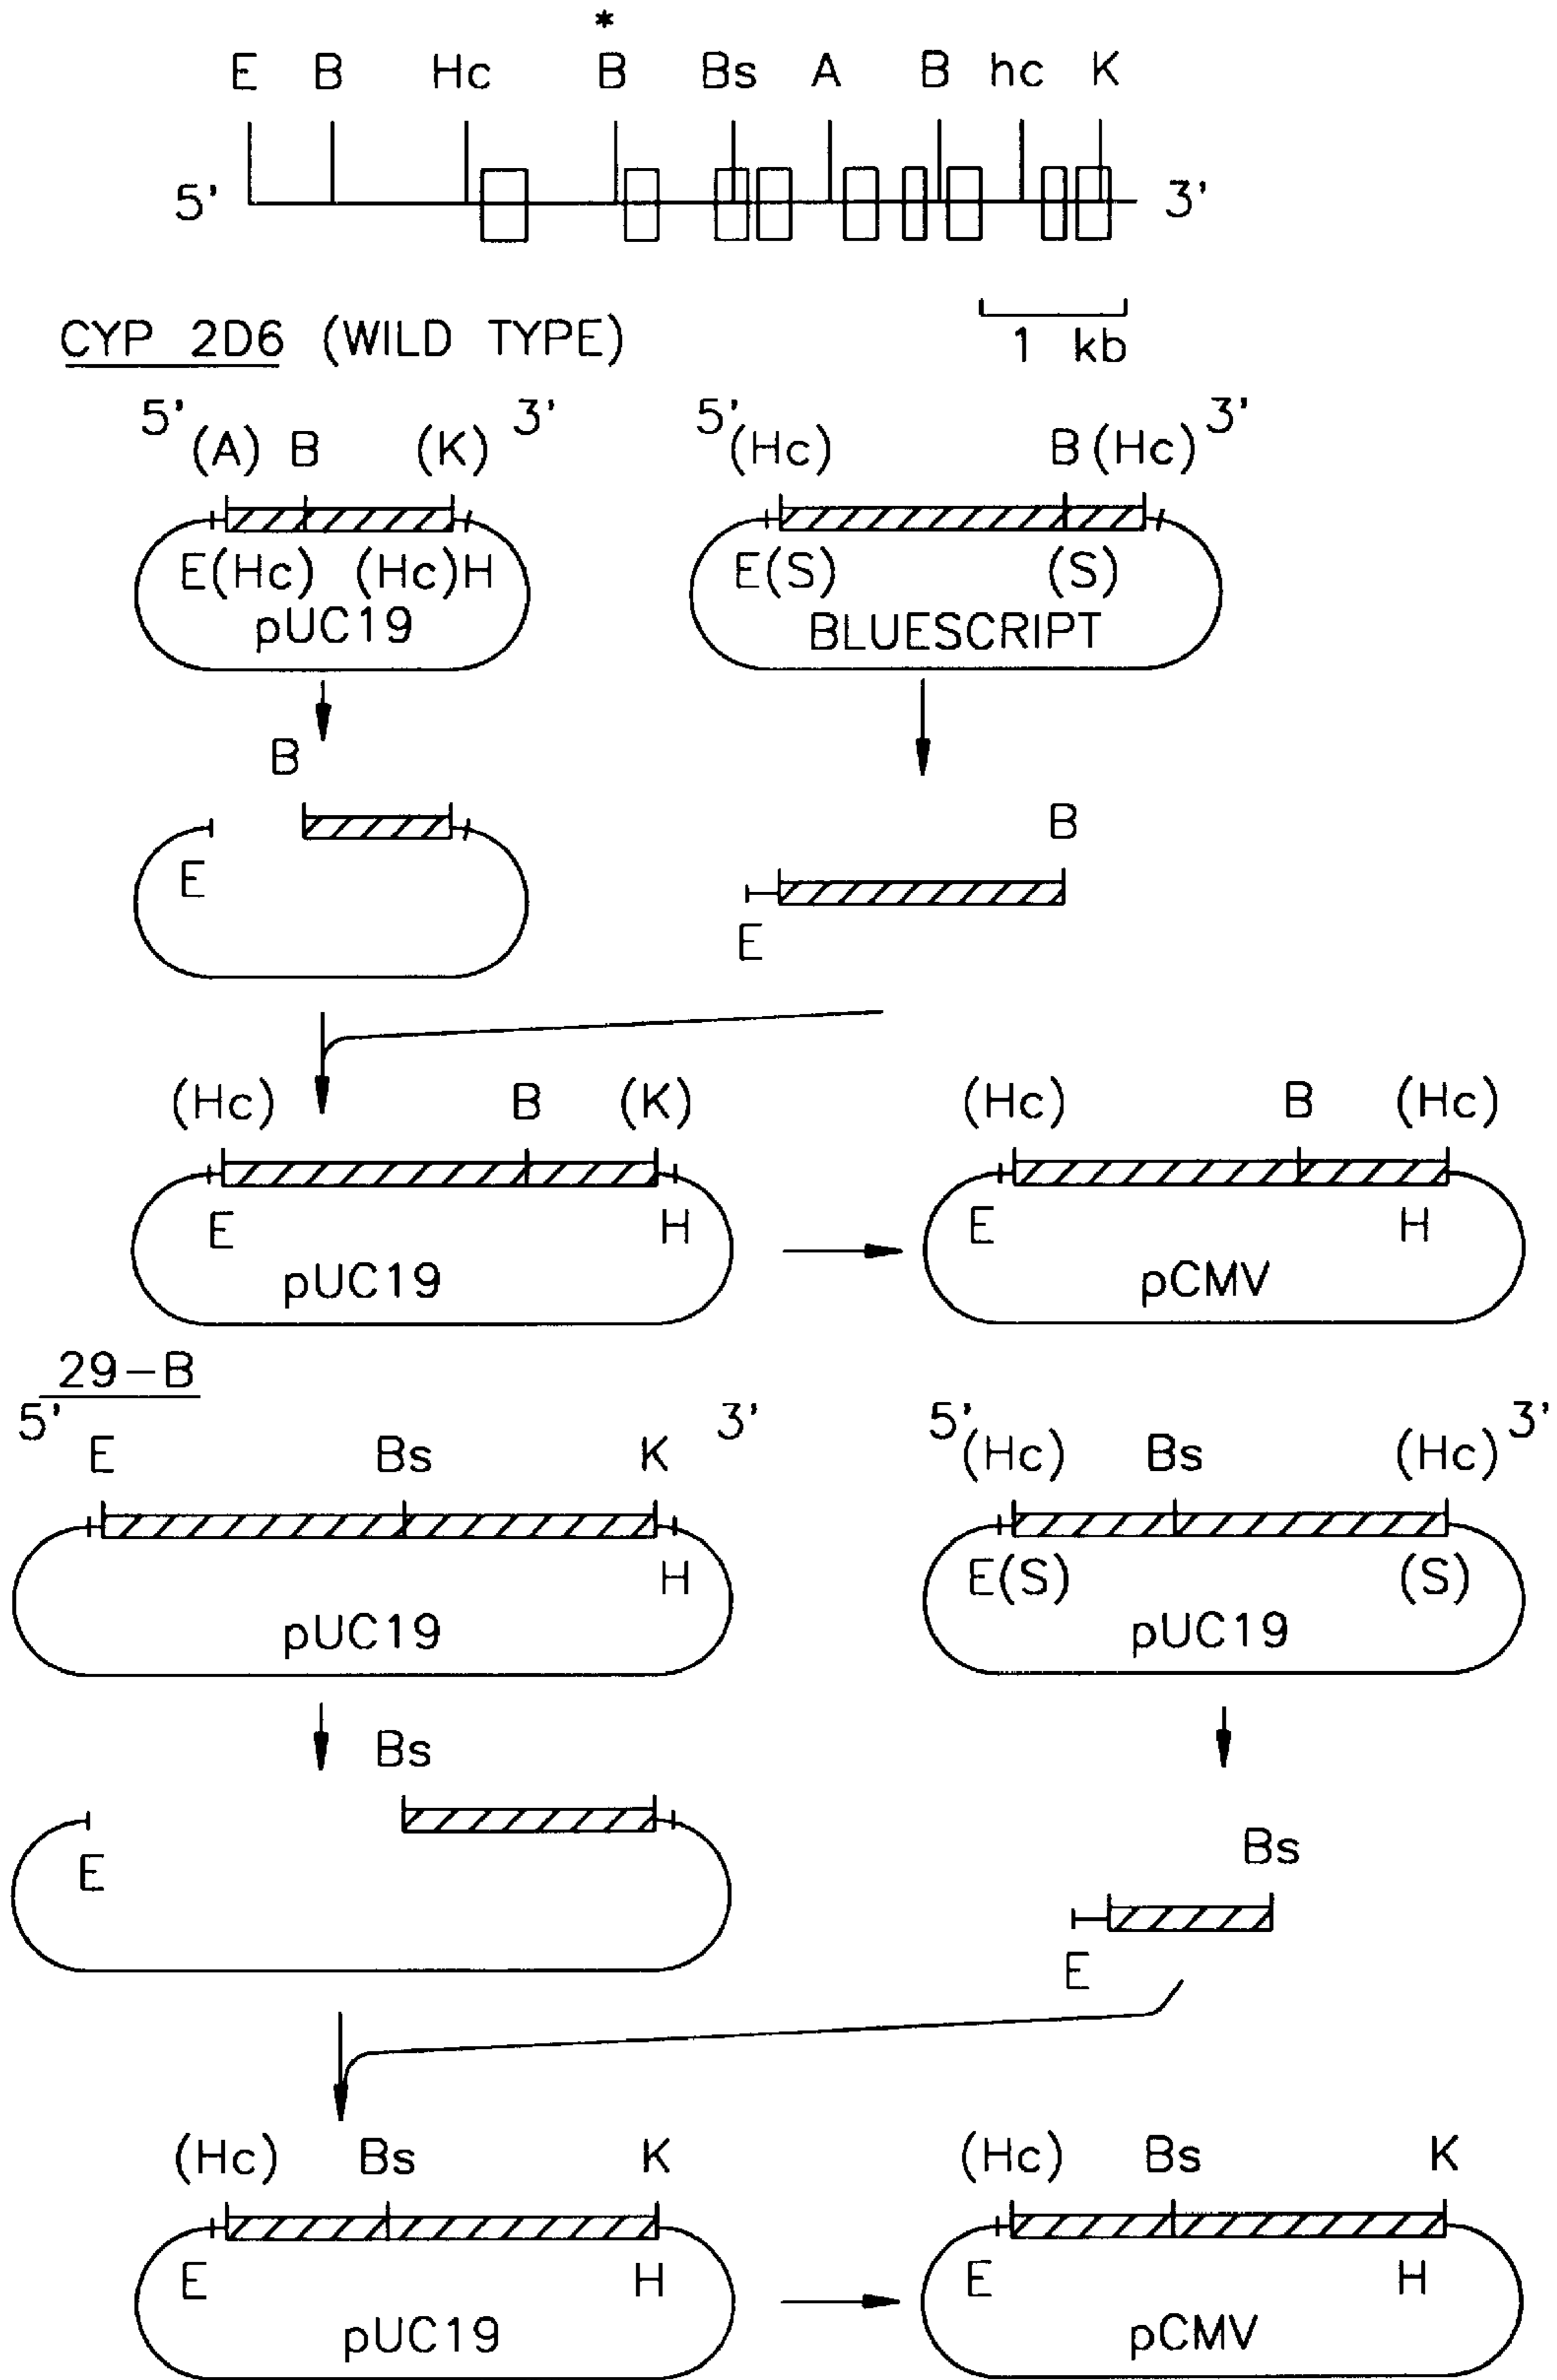 *
E B Hc B Bs A B hc K
5' 3'
CYP 2D6 (WILD TYPE)
1 kb
5' (A) B (K) 3'
E(Hc) (Hc)H
pUC19
5' (Hc) B (Hc) 3'
E(S) (S)
BLUESCRIPT
B
E
B
E
(Hc) B (K)
E H
pUC19
(Hc) B (Hc)
E H
pCMV
29-B
5' E Bs K 3'
H
pUC19
5' (Hc) Bs (Hc) 3'
E(S) (S)
pUC19
Bs
E
Bs
E
(Hc) Bs K
E H
pUC19
(Hc) Bs K
E H
pCMV